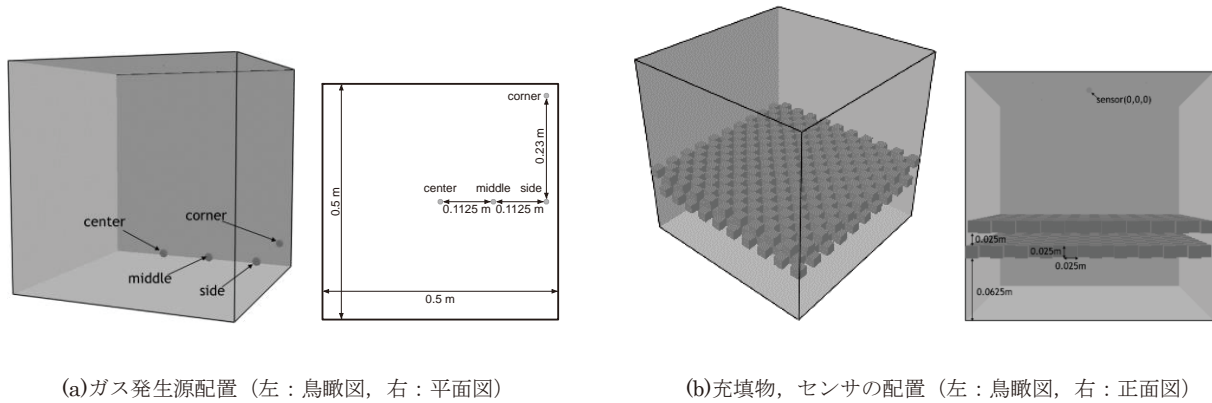 center
corner
middle
side
corner
0.23 m
center
middle
side
0.1125 m
0.1125 m
0.5 m
0.5 m
sensor(0,0,0)
0.025m
0.025m
0.025m
0.0625m
(a)ガス発生源配置（左：鳥瞰図，右：平面図）
(b)充填物，センサの配置（左：鳥瞰図，右：正面図）